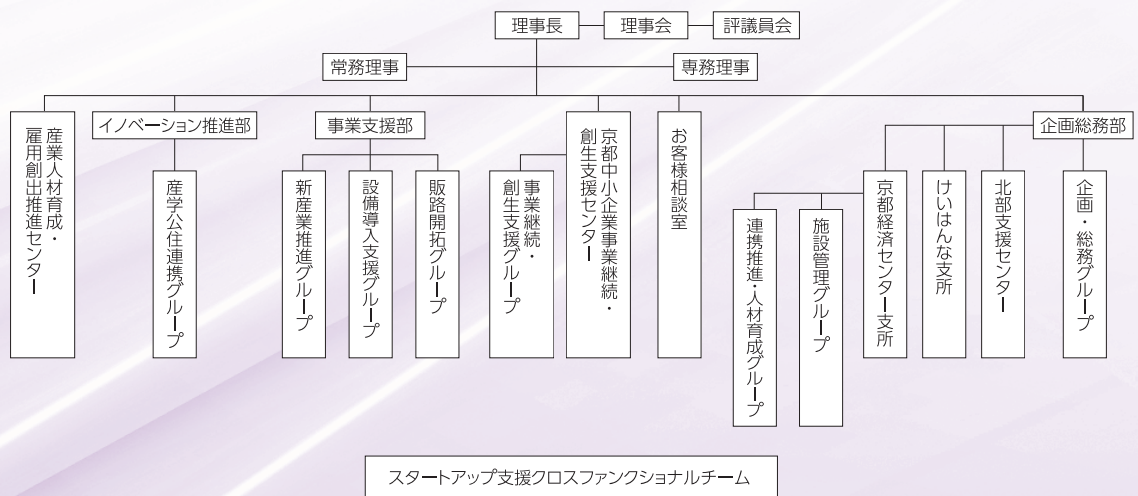 理事長
理事会
評議員会
常務理事
専務理事
産業人材育成・
雇用創出推進センター
イノベーション推進部
産学公住連携グループ
事業支援部
新産業推進グループ
設備導入支援グループ
販路開拓グループ
京都中小企業事業継続・
創生支援センター
事業継続・
創生支援グループ
お客様相談室
企画総務部
京都経済センター支所
連携推進・人材育成グループ
施設管理グループ
けいはんな支所
北部支援センター
企画・総務グループ
スタートアップ支援クロスファンクショナルチーム